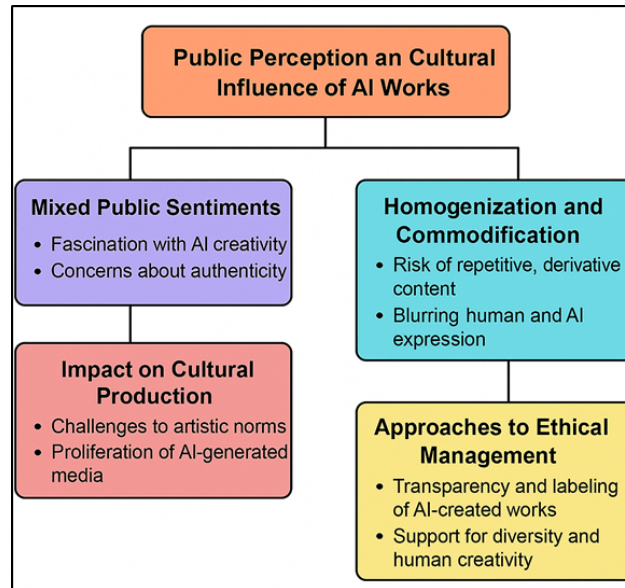 Public Perception an Cultural
Influence of AI Works
Mixed Public Sentiments
• Fascination with AI creativity
• Concerns about authenticity
Impact on Cultural
Production
• Challenges to artistic norms
• Proliferation of AI-generated
media
Homogenization and
Commodification
• Risk of repetitive, derivative
content
• Blurring human and AI
expression
Approaches to Ethical
Management
• Transparency and labeling
of AI-created works
• Support for diversity and
human creativity